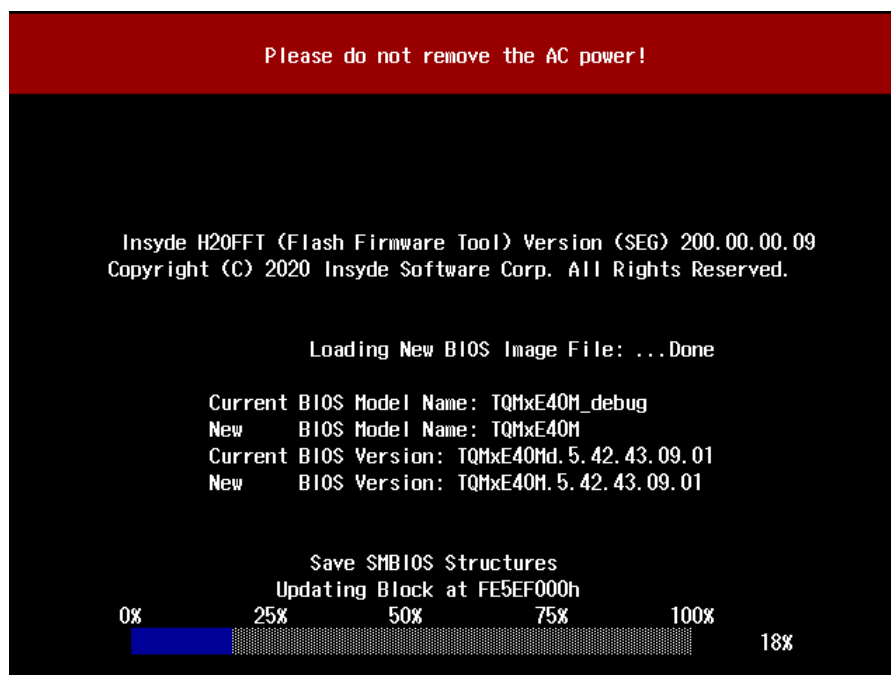 Please do not remove the AC power!
Insyde H2OFFT (Flash Firmware Tool) Version (SEG) 200.00.00.09
Copyright (C) 2020 Insyde Software Corp. All Rights Reserved.
Loading New BIOS Image File: ...Done
Current BIOS Model Name: TQMxE40M_debug
New BIOS Model Name: TQMxE40M
Current BIOS Version: TQMxE40Md.5.42.43.09.01
New BIOS Version: TQMxE40M.5.42.43.09.01
Save SMBIOS Structures
Updating Block at FE5EF000h
0% 25% 50% 75% 100%
18%